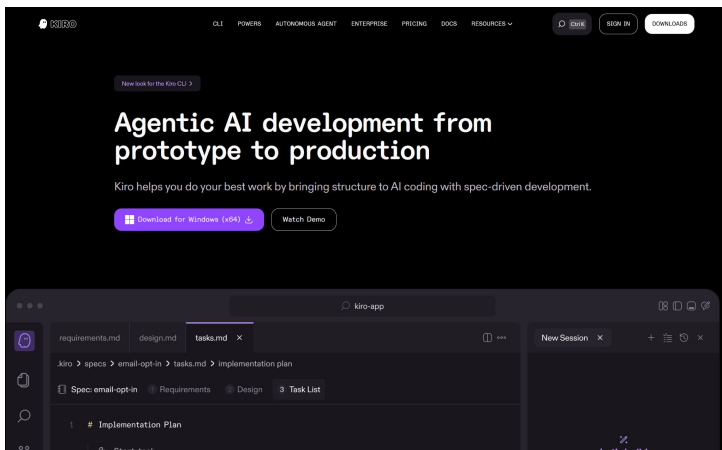 KIRO
CLI POWERS AUTONOMOUS AGENT ENTERPRISE PRICING DOCS RESOURCES
Ctrl K
SIGN IN
DOWNLOADS
New look for the Kiro CLI >
Agentic AI development from
prototype to production
Kiro helps you do your best work by bringing structure to AI coding with spec-driven development.
Download for Windows (x64)
Watch Demo
kiro-app
requirements.md design.md tasks.md ×
New Session ×
.kiro > specs > email-opt-in > tasks.md > implementation plan
Spec: email-opt-in 1 Requirements 2 Design 3 Task List
1 # Implementation Plan